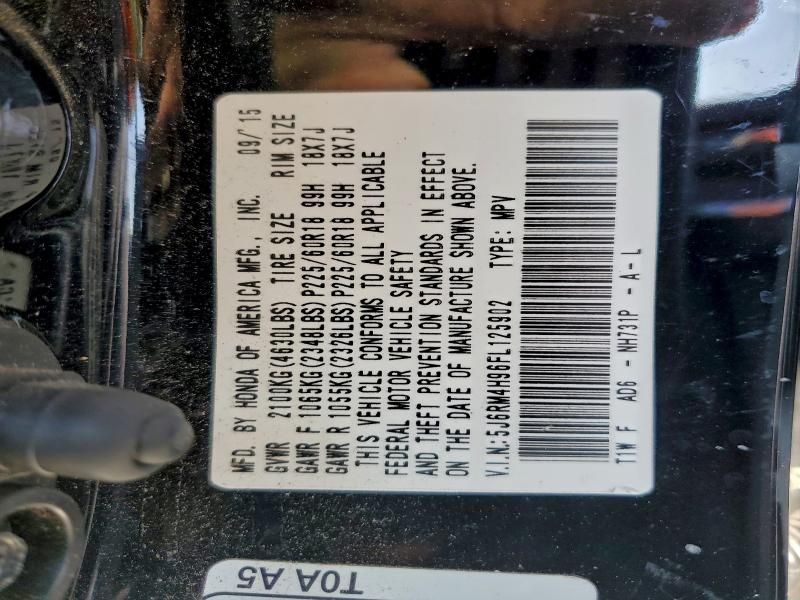 MFD. BY HONDA OF AMERICA MFG., INC. 09/'15
GVWR 2100KG(4630LBS) TIRE SIZE RIM SIZE
GAWR F 1065KG(2348LBS) P225/60R18 99H 18X7J
GAWR R 1055KG(2328LBS) P225/60R18 99H 18X7J
THIS VEHICLE CONFORMS TO ALL APPLICABLE
FEDERAL MOTOR VEHICLE SAFETY
AND THEFT PREVENTION STANDARDS IN EFFECT
ON THE DATE OF MANUFACTURE SHOWN ABOVE.
V.I.N.:5J6RM4H96FL125902 TYPE: MPV
T1W F AD6 - NH731P - A - L
T0A A5